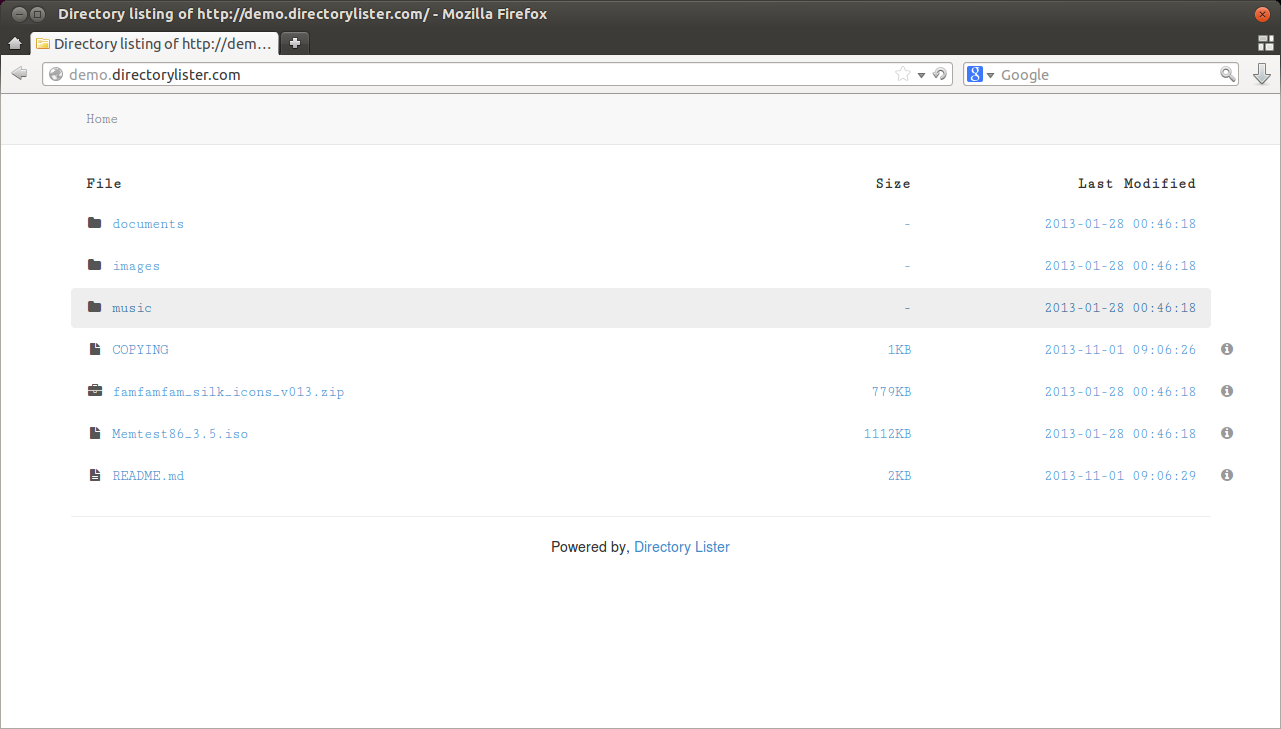 Directory listing of http://demo.directorylister.com/ - Mozilla Firefox
Directory listing of http://dem...
demo.directorylister.com
8 Google
Home
File Size Last Modified
documents - 2013-01-28 00:46:18
images - 2013-01-28 00:46:18
music - 2013-01-28 00:46:18
COPYING 1KB 2013-11-01 09:06:26
famfamfam_silk_icons_v013.zip 779KB 2013-01-28 00:46:18
Memtest86_3.5.iso 1112KB 2013-01-28 00:46:18
README.md 2KB 2013-11-01 09:06:29
Powered by, Directory Lister